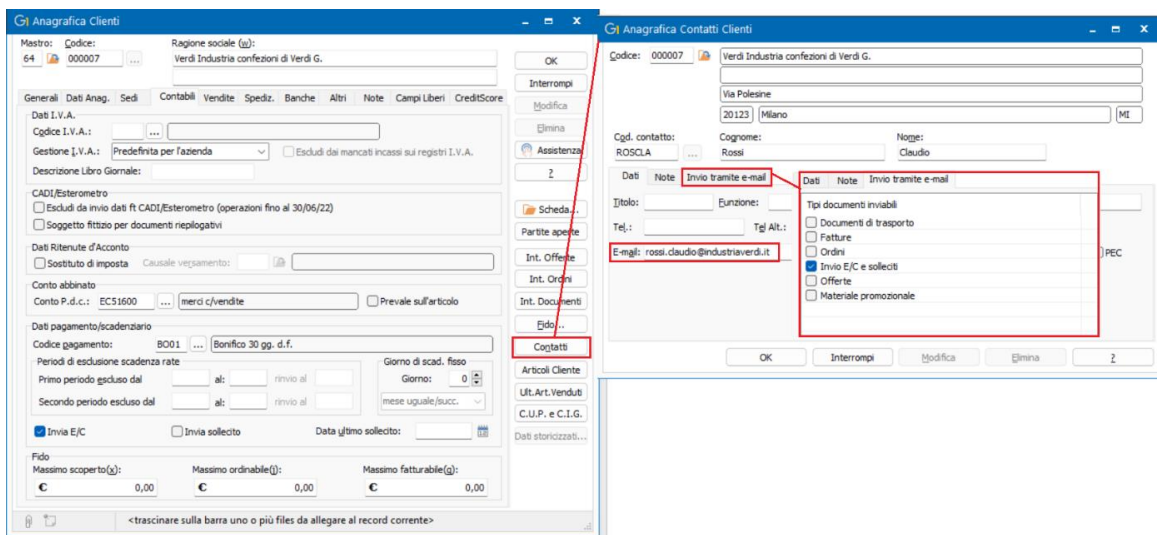 Anagrafica Clienti
Mastro: Codice: Ragione sociale (w):
64 000007 ... Verdi Industria confezioni di Verdi G.
Generali Dati Anag. Sedi Contabili Vendite Spediz. Banche Altri Note Campi Liberi CreditScore
Dati I.V.A.
Codice I.V.A.: ...
Gestione I.V.A.: Predefinita per l'azienda Escludi dai mancati incassi sui registri I.V.A.
Descrizione Libro Giornale:
CADI/Esterometro
Escludi da invio dati ft CADI/Esterometro (operazioni fino al 30/06/22)
Soggetto fittizio per documenti riepilogativi
Dati Ritenute d'Acconto
Sostituto di imposta Causale versamento:
Conto abbinato
Conto P.d.c.: EC51600 ... merci c/vendite Prevale sull'articolo
Dati pagamento/scadenziario
Codice pagamento: BO01 ... Bonifico 30 gg. d.f.
Periodi di esclusione scadenza rate Giorno di scad. fisso
Primo periodo escluso dal al: rinvio al Giorno: 0
Secondo periodo escluso dal al: rinvio al mese uguale/succ.
Invia E/C Invia sollecito Data ultimo sollecito:
Fido
Massimo scoperto(x): Massimo ordinabile(j): Massimo fatturabile(q):
€ 0,00 € 0,00 € 0,00
<trascinare sulla barra uno o più files da allegare al record corrente>
OK
Interrompi
Modifica
Elimina
Assistenza
?
Scheda...
Partite aperte
Int. Offerte
Int. Ordini
Int. Documenti
Fido...
Contatti
Articoli Cliente
Ult.Art.Venduti
C.U.P. e C.I.G.
Dati storicizzati...
Anagrafica Contatti Clienti
Codice: 000007 Verdi Industria confezioni di Verdi G.
Via Polesine
20123 Milano MI
Cod. contatto: Cognome: Nome:
ROSCLA ... Rossi Claudio
Dati Note Invio tramite e-mail
Titolo: Funzione:
Tel.: Tel Alt.:
E-mail: rossi.claudio@industriaverdi.it PEC
Dati Note Invio tramite e-mail
Tipi documenti inviabili
Documenti di trasporto
Fatture
Ordini
Invio E/C e solleciti
Offerte
Materiale promozionale
OK Interrompi Modifica Elimina ?